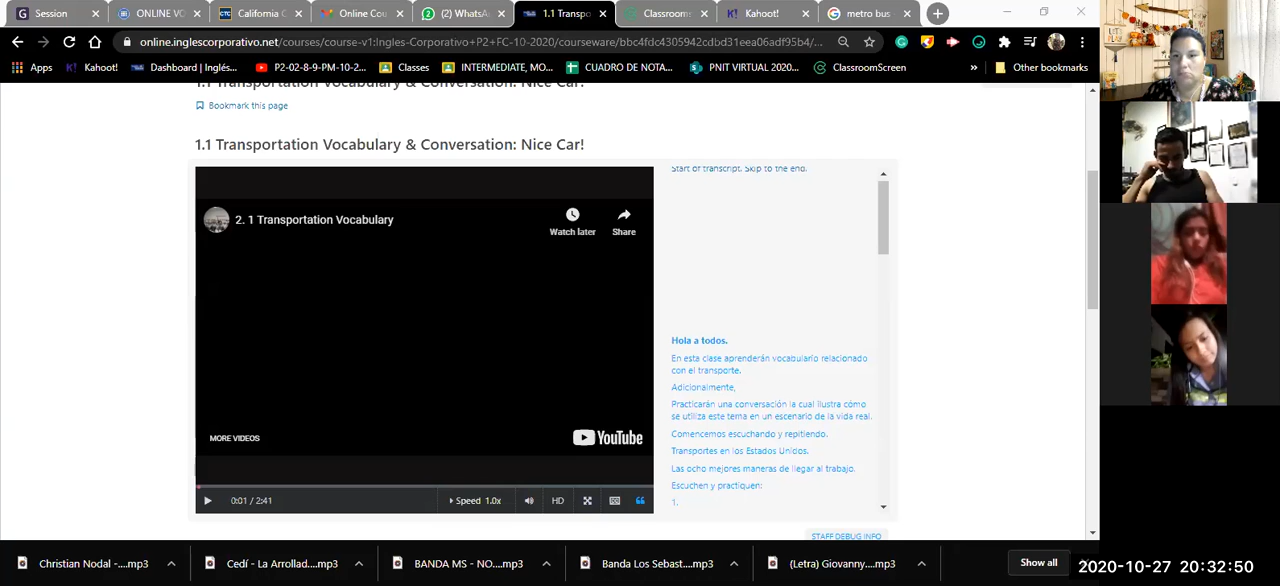 Session
ONLINE VO
California C
Online Cou
(2) WhatsA
1.1 Transpo
Classroom
Kahoot!
metro bus
online.inglescorporativo.net/courses/course-v1:Ingles-Corporativo+P2+FC-10-2020/courseware/bbc4fdc4305942cdbd31eea06adf95b4/...
Apps
Kahoot!
Dashboard | Inglés...
P2-02-8-9-PM-10-2...
Classes
INTERMEDIATE, MO...
CUADRO DE NOTA...
PNIT VIRTUAL 2020...
ClassroomScreen
»
Other bookmarks
1.1 Transportation Vocabulary & Conversation: Nice Car!
Bookmark this page
1.1 Transportation Vocabulary & Conversation: Nice Car!
2. 1 Transportation Vocabulary
Watch later
Share
MORE VIDEOS
YouTube
0:01 / 2:41
Speed 1.0x
HD
Start of transcript. Skip to the end.
Hola a todos.
En esta clase aprenderán vocabulario relacionado
con el transporte.
Adicionalmente,
Practicarán una conversación la cual ilustra cómo
se utiliza este tema en un escenario de la vida real.
Comencemos escuchando y repitiendo.
Transportes en los Estados Unidos.
Las ocho mejores maneras de llegar al trabajo.
Escuchen y practiquen:
1.
STAFF DEBUG INFO
Christian Nodal -....mp3
Cedí - La Arrollad....mp3
BANDA MS - NO....mp3
Banda Los Sebast....mp3
(Letra) Giovanny....mp3
Show all
2020-10-27 20:32:50